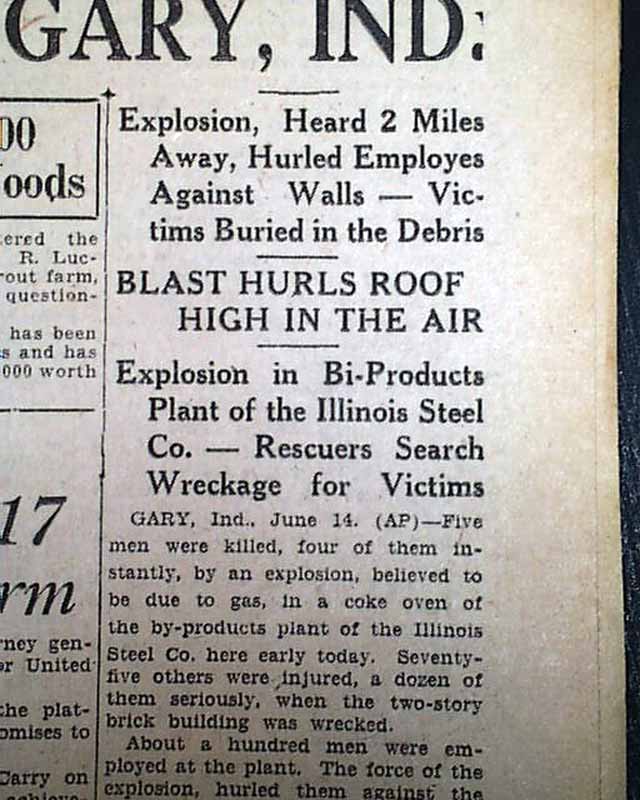 GARY, IND.
Explosion, Heard 2 Miles
Away, Hurled Employes
Against Walls — Vic-
tims Buried in the Debris
BLAST HURLS ROOF
HIGH IN THE AIR
Explosion in Bi-Products
Plant of the Illinois Steel
Co. — Rescuers Search
Wreckage for Victims
GARY, Ind., June 14. (AP)—Five
men were killed, four of them in-
stantly, by an explosion, believed to
be due to gas, in a coke oven of
the by-products plant of the Illinois
Steel Co. here early today. Seventy-
five others were injured, a dozen of
them seriously, when the two-story
brick building was wrecked.
About a hundred men were em-
ployed at the plant. The force of the
explosion, hurled them against the
00
oods
ered the
R. Luc-
rout farm,
question-
has been
s and has
000 worth
17
rm
rney gen-
or United
the plat-
omises to
Carry on